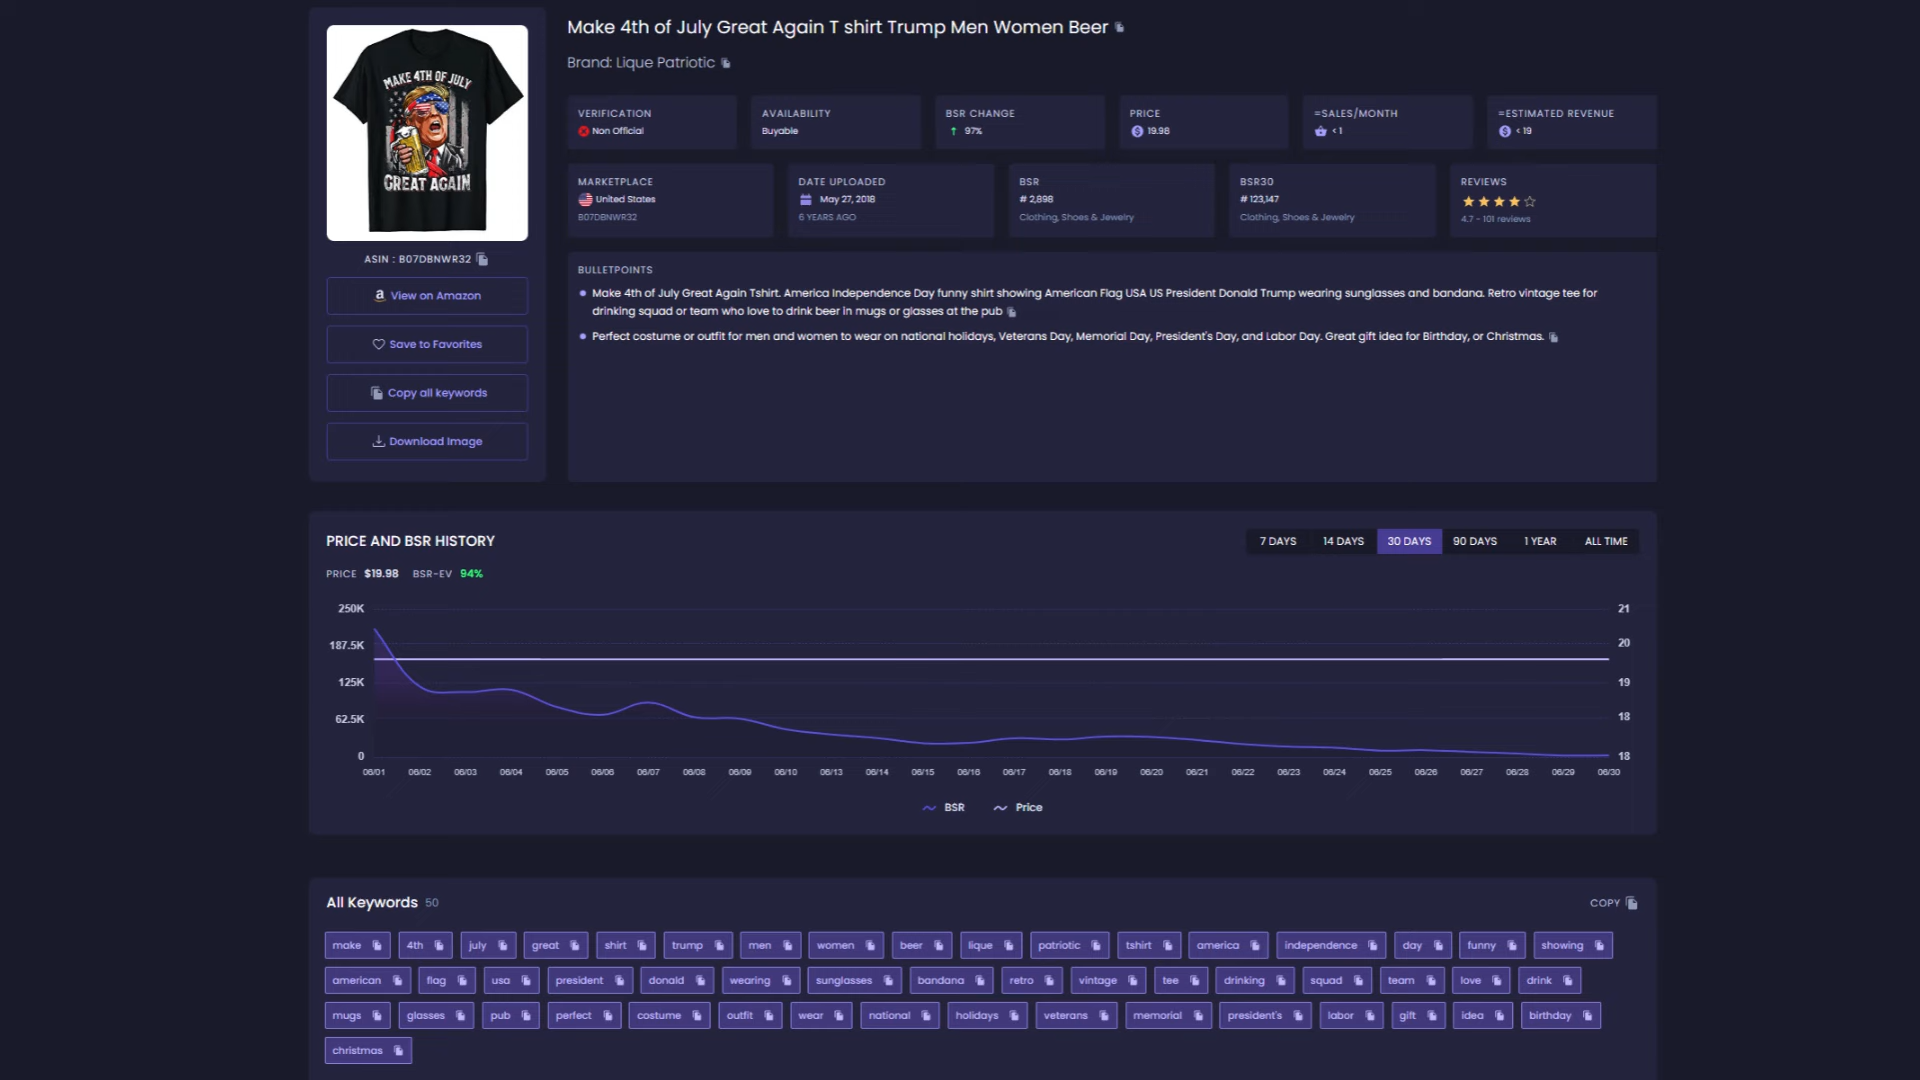 Make 4th of July Great Again T shirt Trump Men Women Beer
Brand: Lique Patriotic
MAKE 4TH OF JULY
GREAT AGAIN
ASIN : B07DBNWR32
a View on Amazon
Save to Favorites
Copy all keywords
Download Image
VERIFICATION
Non Official
AVAILABILITY
Buyable
BSR CHANGE
↑ 97%
PRICE
$ 19.98
=SALES/MONTH
< 1
=ESTIMATED REVENUE
$ < 19
MARKETPLACE
United States
B07DBNWR32
DATE UPLOADED
May 27, 2018
6 YEARS AGO
BSR
# 2,898
Clothing, Shoes & Jewelry
BSR30
# 123,147
Clothing, Shoes & Jewelry
REVIEWS
4.7 - 101 reviews
BULLETPOINTS
Make 4th of July Great Again Tshirt. America Independence Day funny shirt showing American Flag USA US President Donald Trump wearing sunglasses and bandana. Retro vintage tee for
drinking squad or team who love to drink beer in mugs or glasses at the pub
Perfect costume or outfit for men and women to wear on national holidays, Veterans Day, Memorial Day, President's Day, and Labor Day. Great gift idea for Birthday, or Christmas.
PRICE AND BSR HISTORY
7 DAYS 14 DAYS 30 DAYS 90 DAYS 1 YEAR ALL TIME
PRICE $19.98 BSR-EV 94%
250K 21
187.5K 20
125K 19
62.5K 18
0 18
06/01 06/02 06/03 06/04 06/05 06/06 06/07 06/08 06/09 06/10 06/13 06/14 06/15 06/16 06/17 06/18 06/19 06/20 06/21 06/22 06/23 06/24 06/25 06/26 06/27 06/28 06/29 06/30
BSR Price
All Keywords 50
COPY
make 4th july great shirt trump men women beer lique patriotic tshirt america independence day funny showing
american flag usa president donald wearing sunglasses bandana retro vintage tee drinking squad team love drink
mugs glasses pub perfect costume outfit wear national holidays veterans memorial president's labor gift idea birthday
christmas